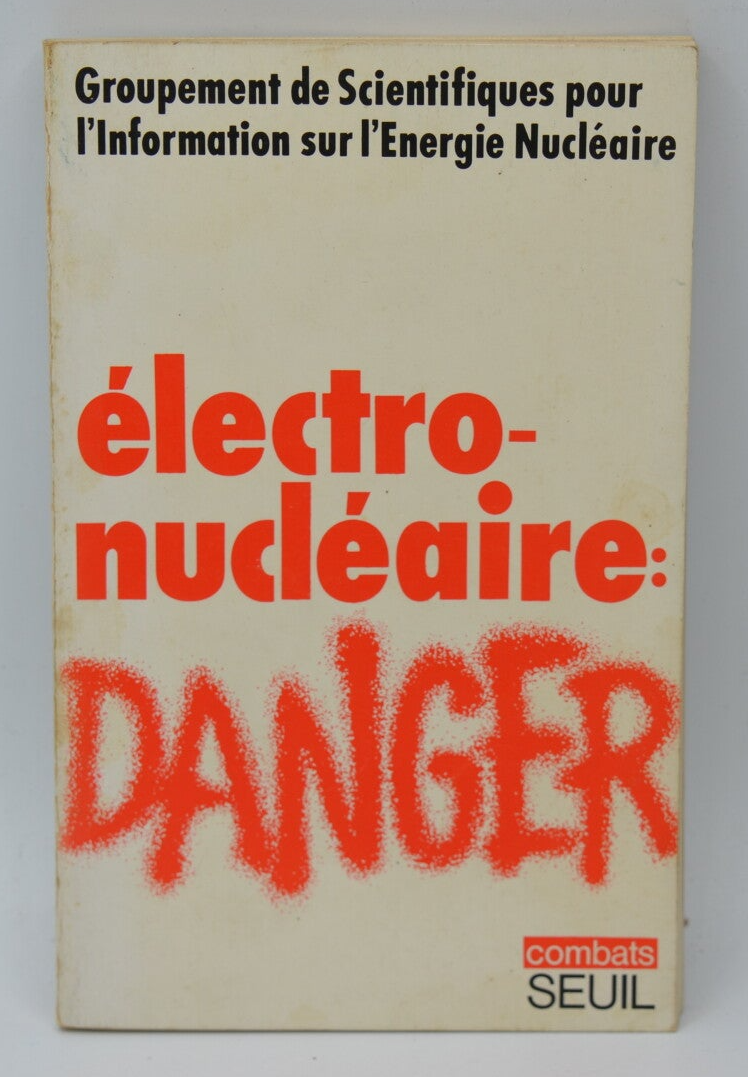 Groupement de Scientifiques pour
l'Information sur l'Energie Nucléaire
électro-
nucléaire:
DANGER
combats
SEUIL